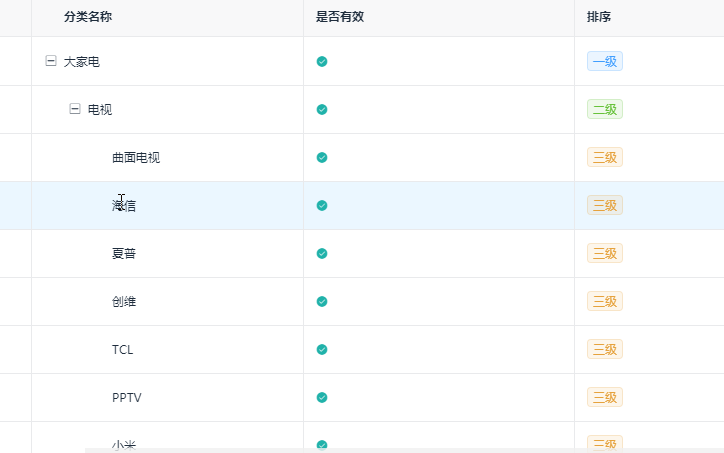 分类名称 是否有效 排序
大家电 一级
电视 二级
曲面电视 三级
海信 三级
夏普 三级
创维 三级
TCL 三级
PPTV 三级
小米 三级